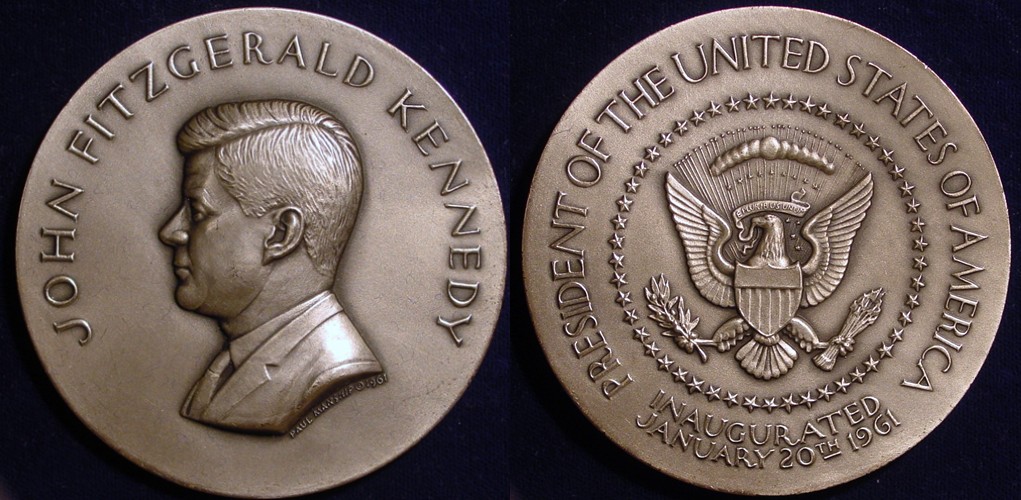 JOHN FITZGERALD KENNEDY
PAUL MANSHIP © 1961
PRESIDENT OF THE UNITED STATES OF AMERICA
E PLURIBUS UNUM
INAUGURATED
JANUARY 20TH 1961